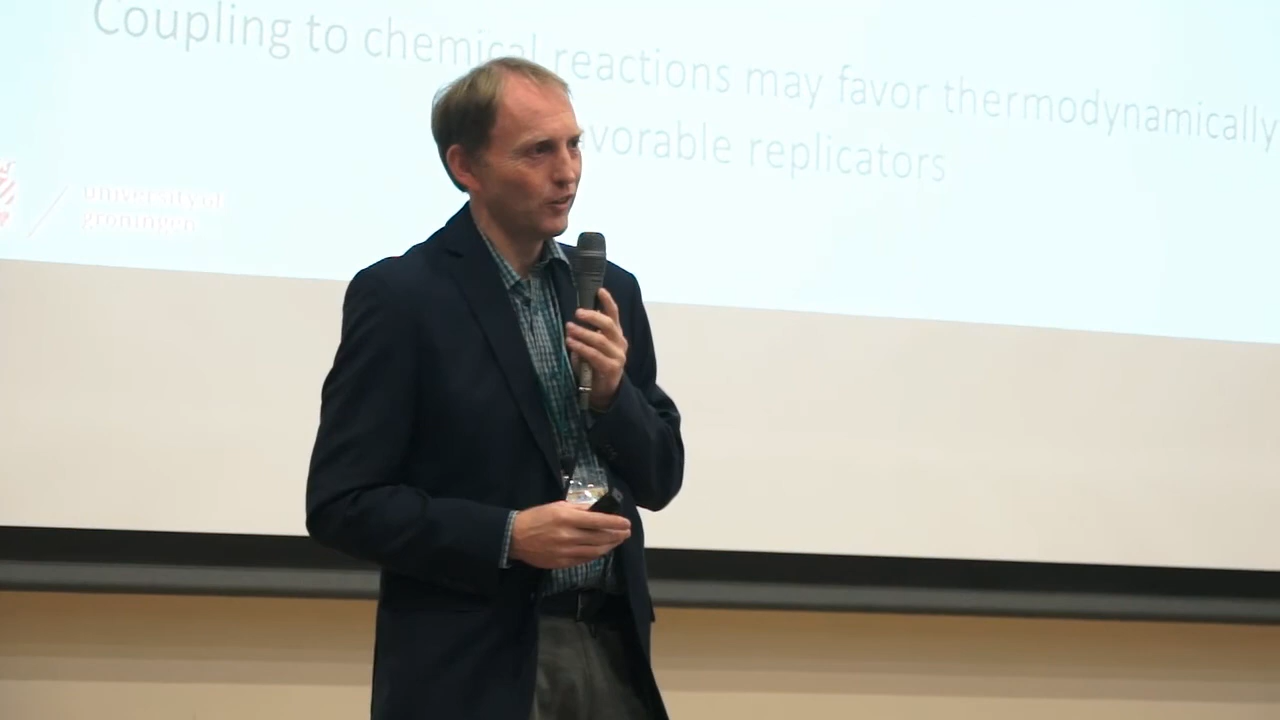 Coupling to chemical reactions may favor thermodynamically
vorable replicators
university of
groningen